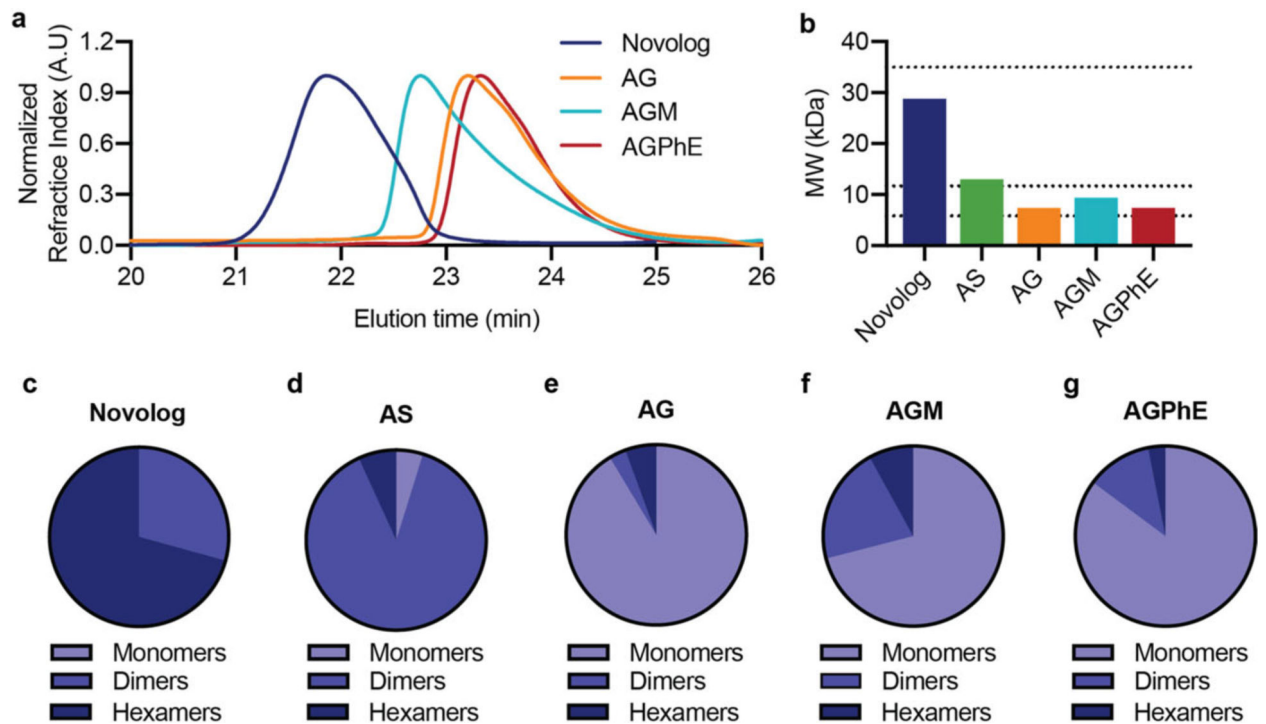 a
Normalized
Refractice Index (A.U)
1.2
0.9
0.6
0.3
0.0
20 21 22 23 24 25 26
Elution time (min)
Novolog
AG
AGM
AGPhE
b
MW (kDa)
40
30
20
10
0
Novolog AS AG AGM AGPhE
c d e f g
Novolog AS AG AGM AGPhE
Monomers Monomers Monomers Monomers Monomers
Dimers Dimers Dimers Dimers Dimers
Hexamers Hexamers Hexamers Hexamers Hexamers